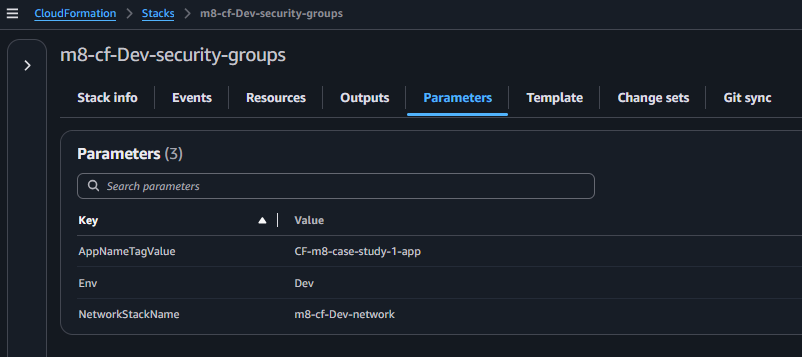 CloudFormation > Stacks > m8-cf-Dev-security-groups
m8-cf-Dev-security-groups
Stack info Events Resources Outputs Parameters Template Change sets Git sync
Parameters (3)
Search parameters
Key Value
AppNameTagValue CF-m8-case-study-1-app
Env Dev
NetworkStackName m8-cf-Dev-network